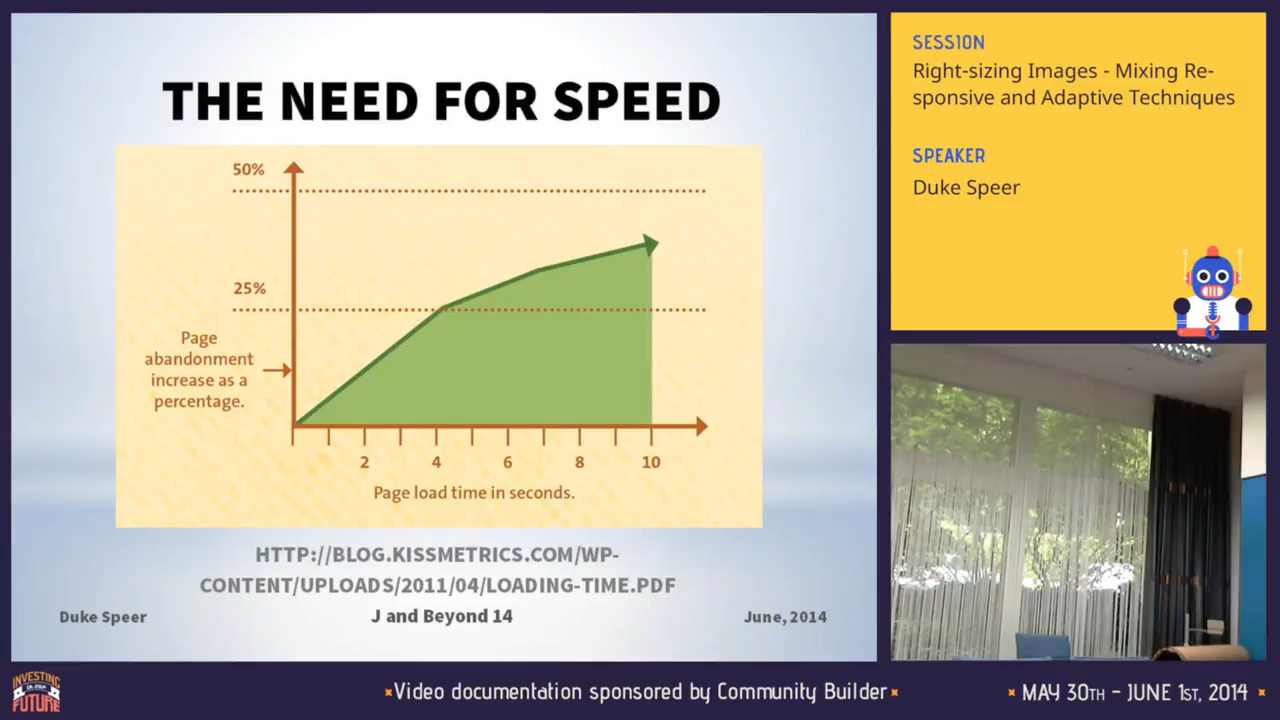 THE NEED FOR SPEED
50%
25%
Page
abandonment
increase as a
percentage.
2 4 6 8 10
Page load time in seconds.
HTTP://BLOG.KISSMETRICS.COM/WP-
CONTENT/UPLOADS/2011/04/LOADING-TIME.PDF
Duke Speer J and Beyond 14 June, 2014
SESSION
Right-sizing Images - Mixing Re-
sponsive and Adaptive Techniques
SPEAKER
Duke Speer
INVESTING
IN OUR
FUTURE
Video documentation sponsored by Community Builder
MAY 30TH - JUNE 1ST, 2014